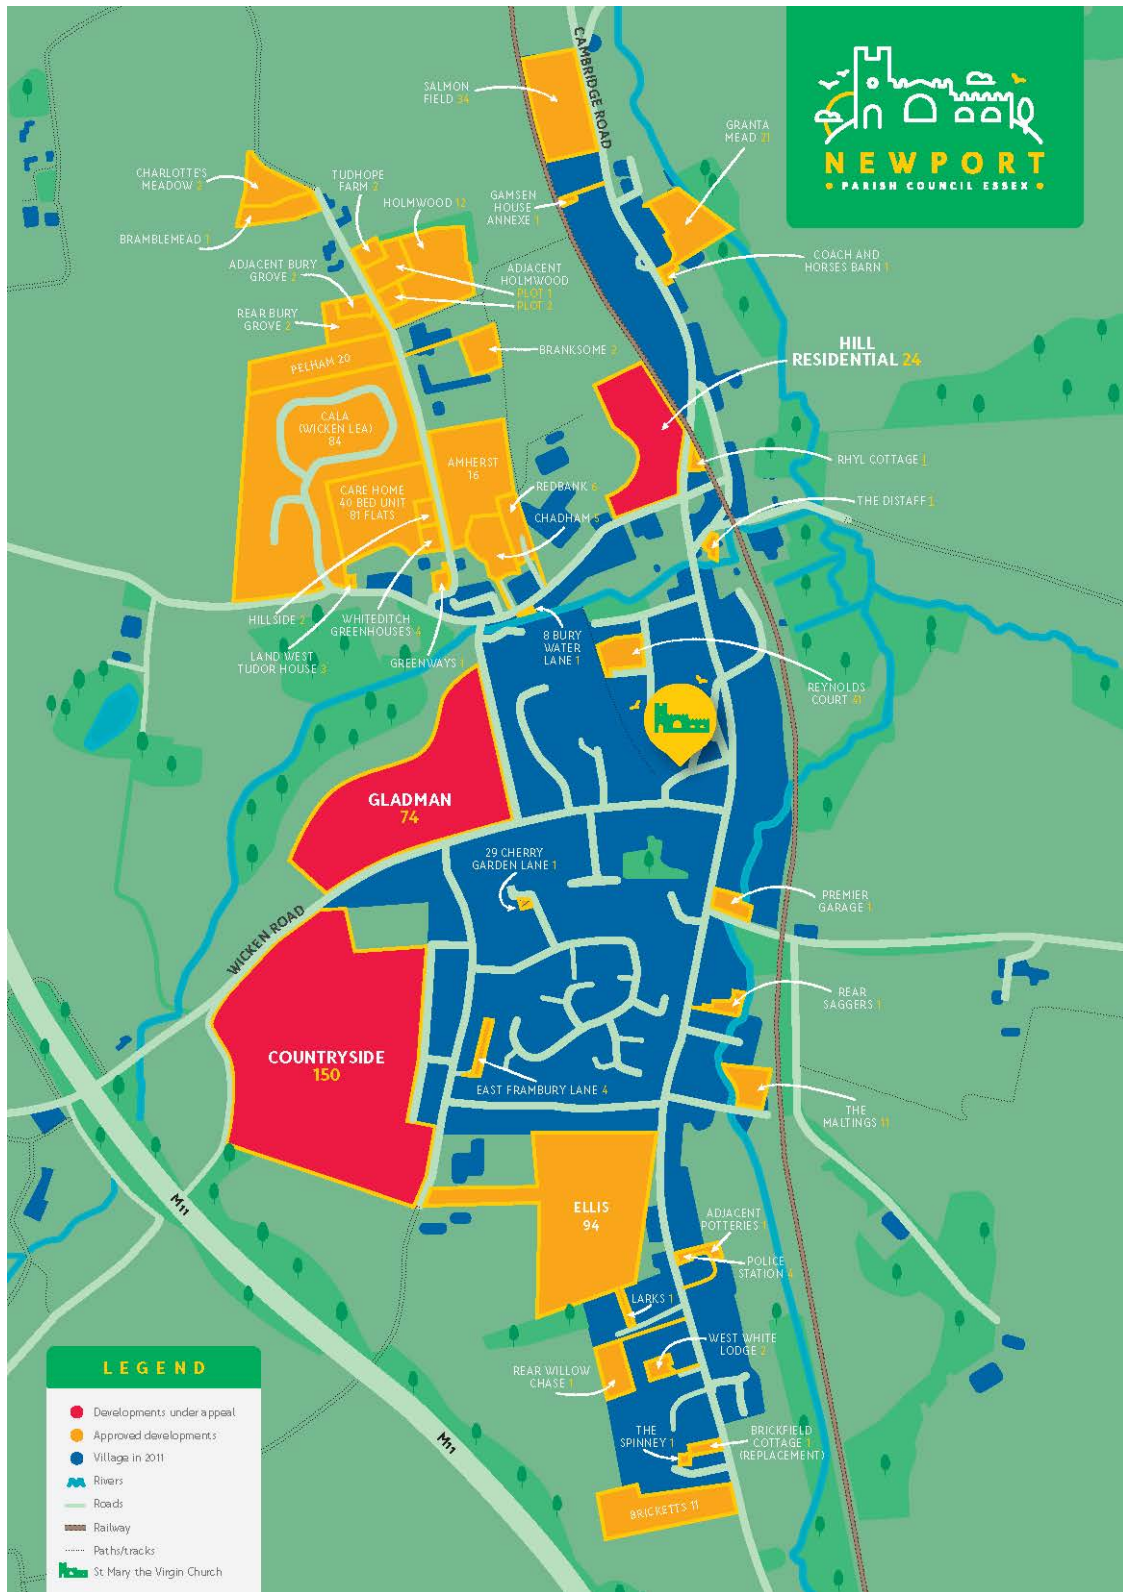 NEWPORT
• PARISH COUNCIL ESSEX •
CAMBRIDGE ROAD
SALMON
FIELD 34
GRANTA
MEAD 21
CHARLOTTE'S
MEADOW 2
TUDHOPE
FARM 2
HOLMWOOD 12
GAMSEN
HOUSE
ANNEXE 1
BRAMBLEMEAD 1
ADJACENT BURY
GROVE 2
ADJACENT
HOLMWOOD
PLOT 1
PLOT 2
COACH AND
HORSES BARN 1
REAR BURY
GROVE 2
HILL
RESIDENTIAL 24
BRANKSOME 2
PELHAM 20
CALA
(WICKEN LEA)
84
AMHERST
16
RHYL COTTAGE 1
REDBANK 6
CARE HOME
40 BED UNIT
81 FLATS
THE DISTAFF 1
CHADHAM 5
HILLSIDE 2
WHITEDITCH
GREENHOUSES 4
8 BURY
WATER
LANE 1
LAND WEST
TUDOR HOUSE 3
GREENWAYS 1
REYNOLDS
COURT 41
GLADMAN
74
29 CHERRY
GARDEN LANE 1
PREMIER
GARAGE 1
WICKEN ROAD
REAR
SAGGERS 1
COUNTRYSIDE
150
EAST FRAMBURY LANE 4
THE
MALTINGS 11
M11
ELLIS
94
ADJACENT
POTTERIES 1
POLICE
STATION 4
LARKS 1
WEST WHITE
LODGE 2
REAR WILLOW
CHASE 1
THE
SPINNEY 1
BRICKFIELD
COTTAGE 1
(REPLACEMENT)
M11
BRICKETTS 11
LEGEND
Developments under appeal
Approved developments
Village in 2011
Rivers
Roads
Railway
Paths/tracks
St Mary the Virgin Church